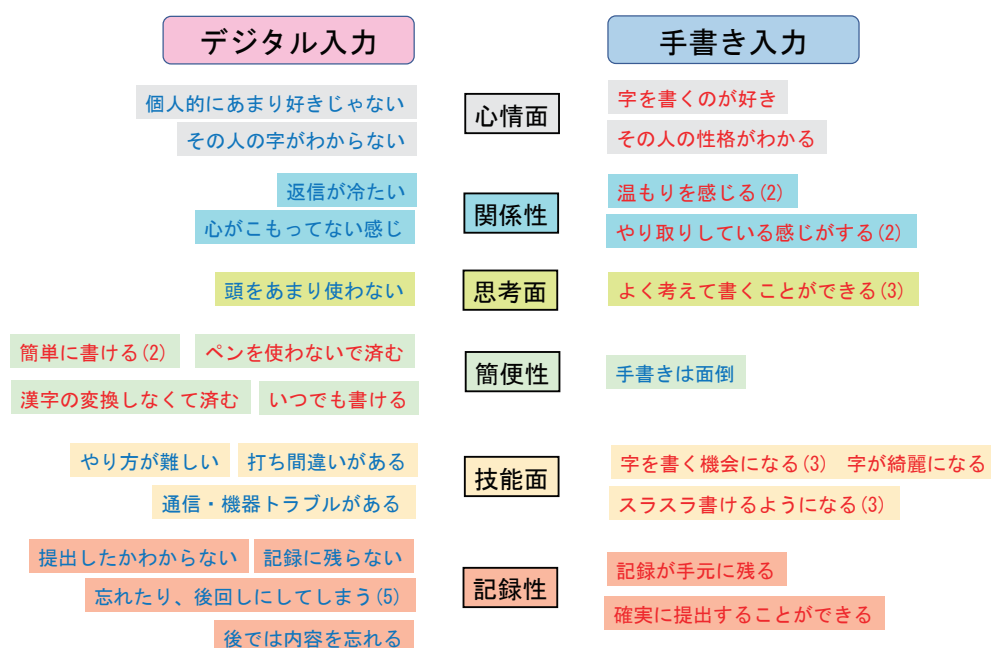 デジタル入力
手書き入力
個人的にあまり好きじゃない
その人の字がわからない
心情面
字を書くのが好き
その人の性格がわかる
返信が冷たい
心がこもってない感じ
関係性
温もりを感じる(2)
やり取りしている感じがする(2)
頭をあまり使わない
思考面
よく考えて書くことができる(3)
簡単に書ける(2)
ペンを使わないで済む
漢字の変換しなくて済む
いつでも書ける
簡便性
手書きは面倒
やり方が難しい
打ち間違いがある
通信・機器トラブルがある
技能面
字を書く機会になる(3) 字が綺麗になる
スラスラ書けるようになる(3)
提出したかわからない
記録に残らない
忘れたり、後回しにしてしまう(5)
後では内容を忘れる
記録性
記録が手元に残る
確実に提出することができる